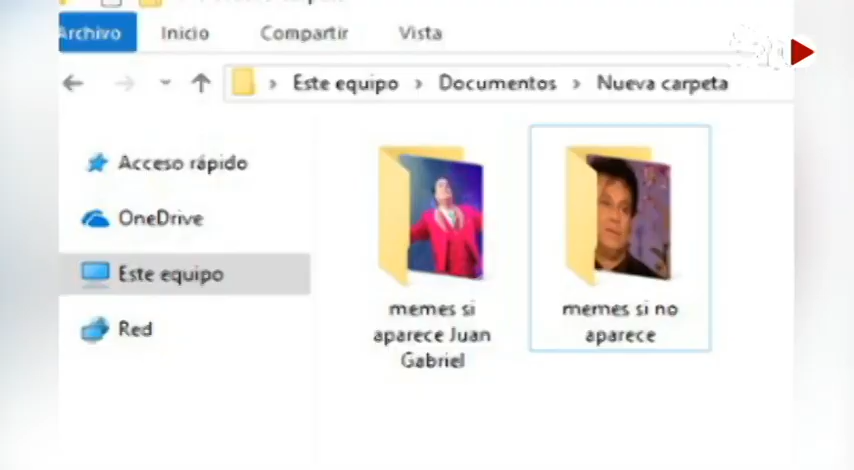 Archivo Inicio Compartir Vista
Este equipo > Documentos > Nueva carpeta
Acceso rápido
OneDrive
Este equipo
Red
memes si
aparece Juan
Gabriel
memes si no
aparece